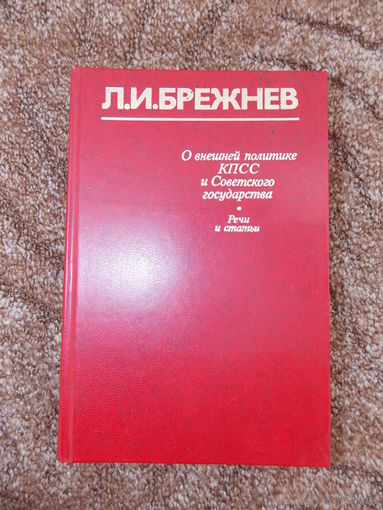 Л.И.БРЕЖНЕВ
О внешней политике
КПСС
и Советского
государства
•
Речи
и статьи